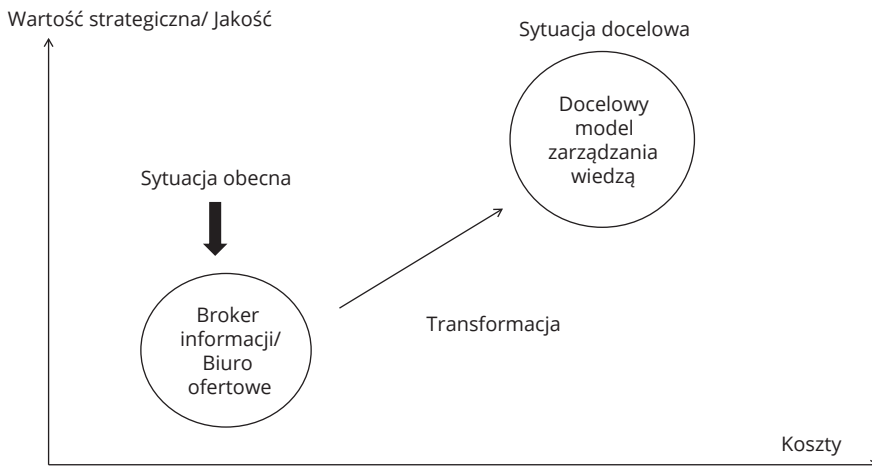 Wartość strategiczna/ Jakość
Sytuacja docelowa
Docelowy
model
zarządzania
wiedzą
Sytuacja obecna
Broker
informacji/
Biuro
ofertowe
Transformacja
Koszty